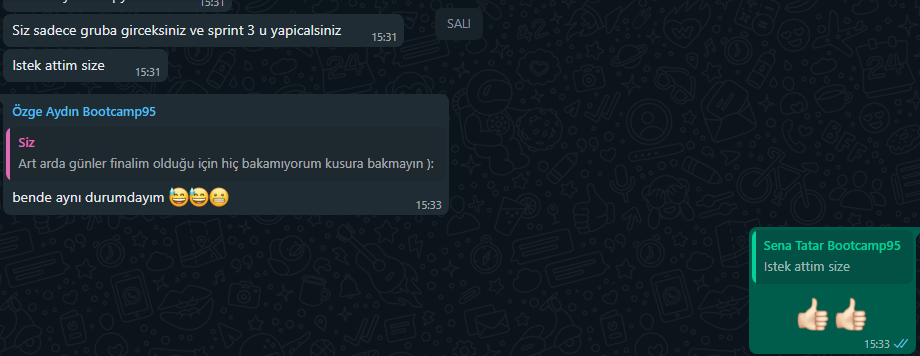 15:31
SALI
Siz sadece gruba girceksiniz ve sprint 3 u yapicalsiniz
15:31
Istek attim size
15:31
Özge Aydın Bootcamp95
Siz
Art arda günler finalim olduğu için hiç bakamıyorum kusura bakmayın ):
bende aynı durumdayım 😅😅😬
15:33
Sena Tatar Bootcamp95
Istek attim size
👍🏻👍🏻
15:33